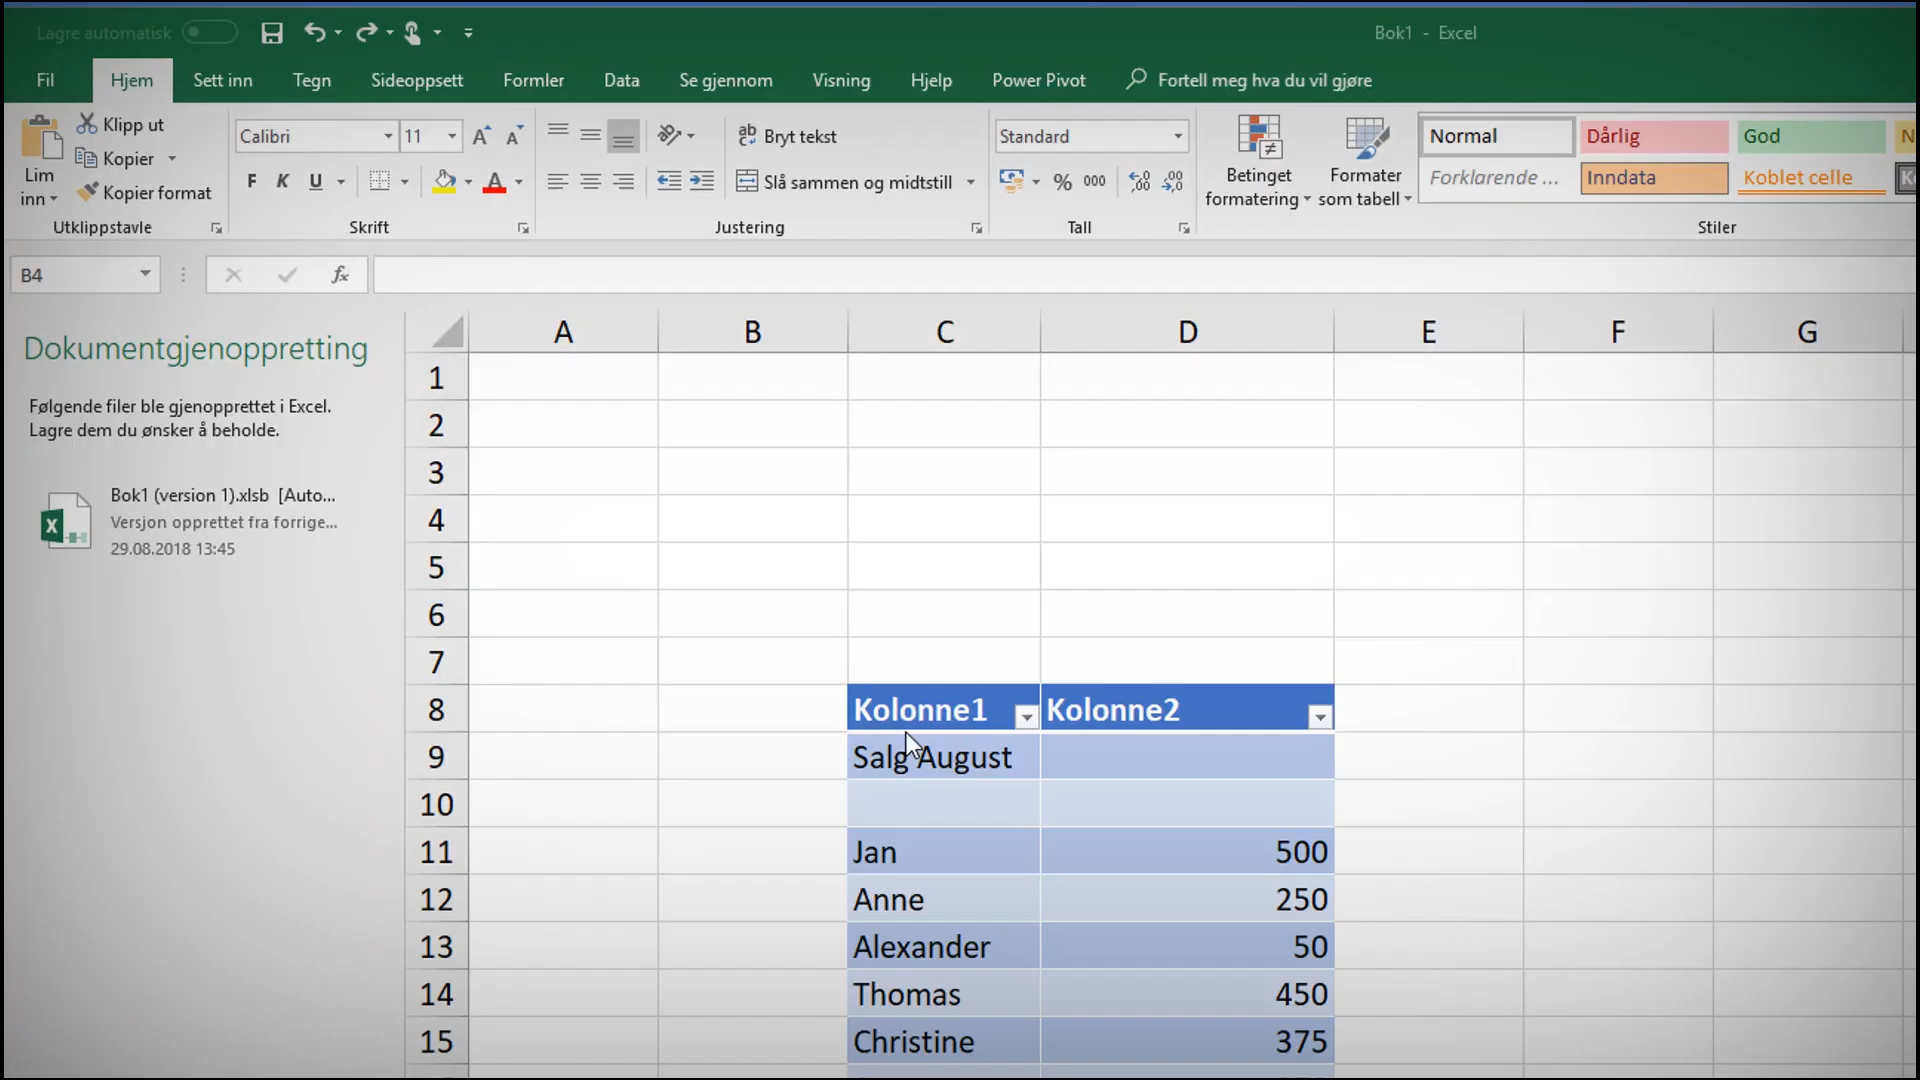 Lagre automatisk
Bok1 - Excel
Fil Hjem Sett inn Tegn Sideoppsett Formler Data Se gjennom Visning Hjelp Power Pivot Fortell meg hva du vil gjøre
Lim inn
Klipp ut
Kopier
Kopier format
Utklippstavle
Calibri 11
F K U
Skrift
Bryt tekst
Slå sammen og midtstill
Justering
Standard
% 000
Tall
Betinget formatering
Formater som tabell
Normal Dårlig God N
Forklarende ... Inndata Koblet celle
Stiler
B4
fx
Dokumentgjenoppretting
Følgende filer ble gjenopprettet i Excel.
Lagre dem du ønsker å beholde.
Bok1 (version 1).xlsb [Auto...
Versjon opprettet fra forrige...
29.08.2018 13:45
A B C D E F G
1
2
3
4
5
6
7
8 Kolonne1 Kolonne2
9 Salg August
10
11 Jan 500
12 Anne 250
13 Alexander 50
14 Thomas 450
15 Christine 375